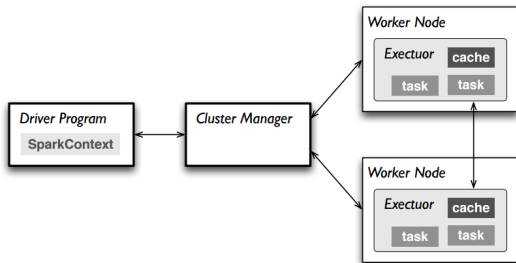 Worker Node
Exectuor
cache
task task
Driver Program
SparkContext
Cluster Manager
Worker Node
Exectuor
cache
task task